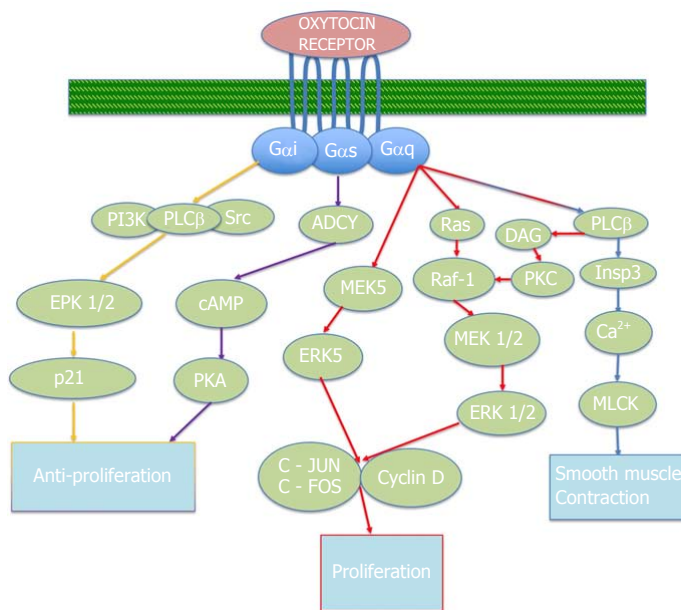 OXYTOCIN
RECEPTOR
Gαi
Gαs
Gαq
PI3K
PLCβ
Src
ADCY
Ras
DAG
PLCβ
EPK 1/2
cAMP
MEK5
Raf-1
PKC
Insp3
p21
PKA
ERK5
MEK 1/2
Ca²⁺
ERK 1/2
MLCK
Anti-proliferation
C - JUN
C - FOS
Cyclin D
Smooth muscle
Contraction
Proliferation